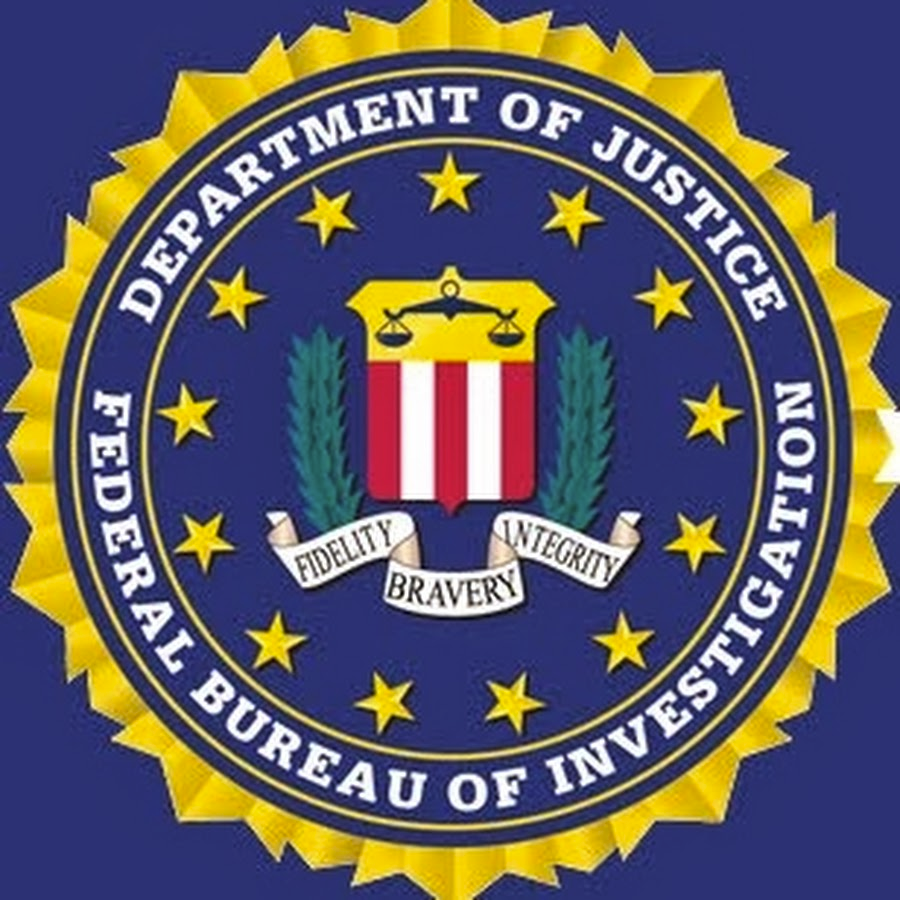 DEPARTMENT OF JUSTICE
FIDELITY
BRAVERY
INTEGRITY
FEDERAL BUREAU OF INVESTIGATION